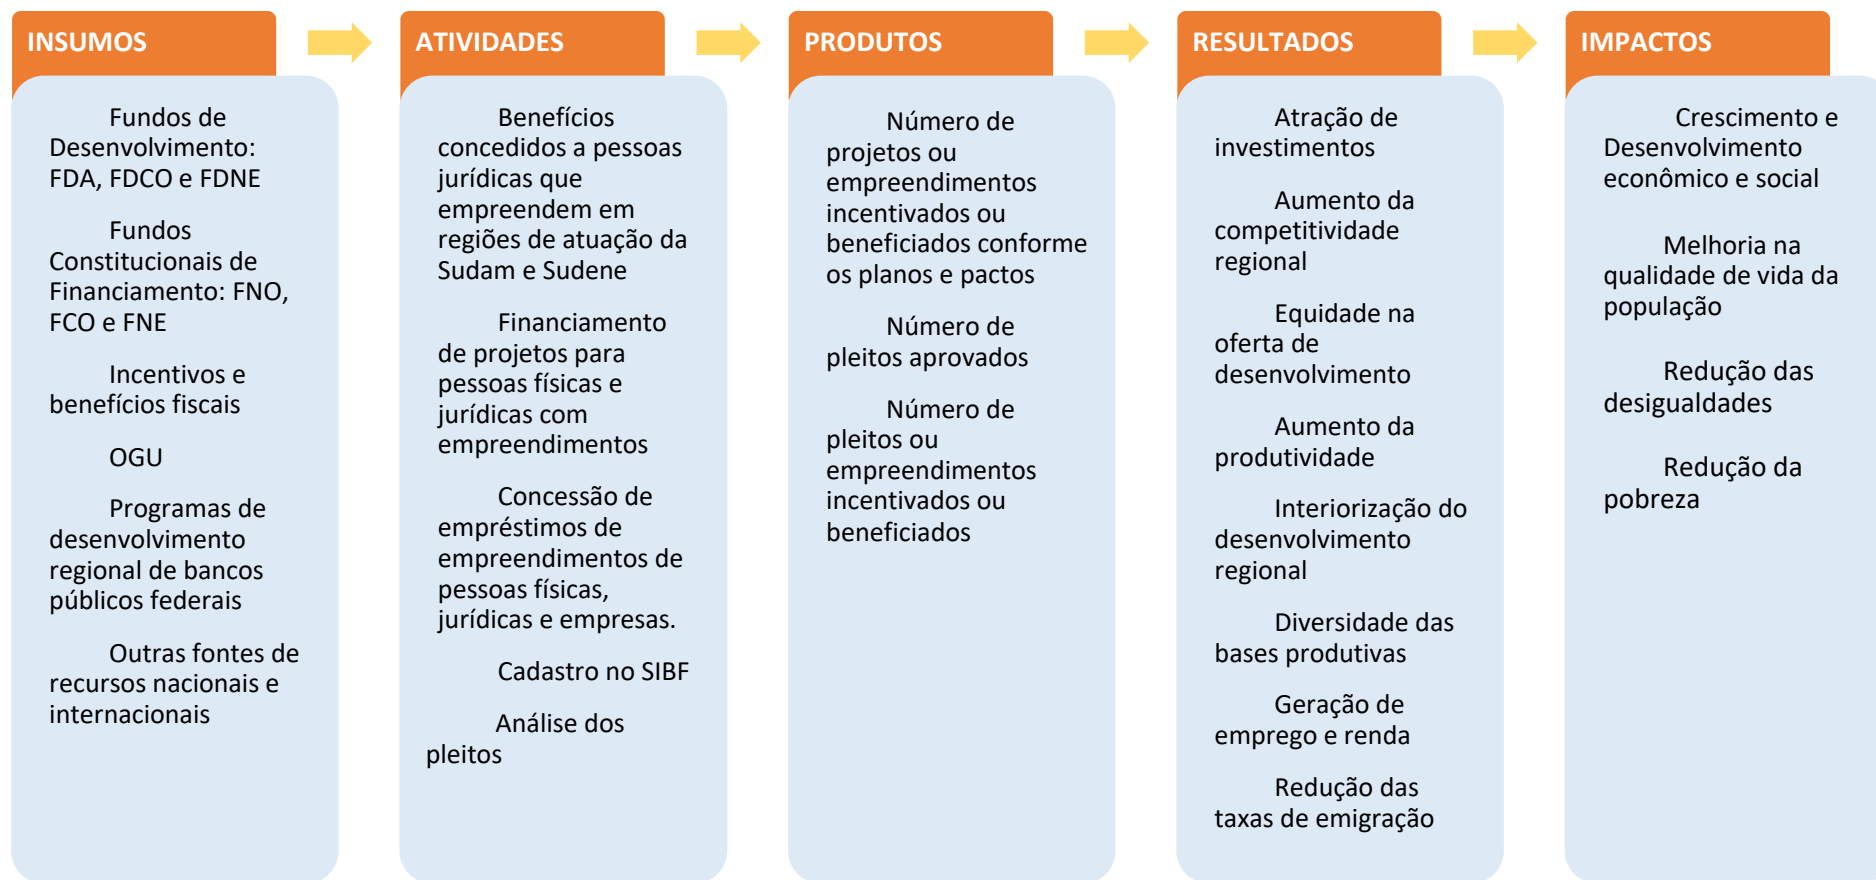 INSUMOS
Fundos de
Desenvolvimento:
FDA, FDCO e FDNE
Fundos
Constitucionais de
Financiamento: FNO,
FCO e FNE
Incentivos e
benefícios fiscais
OGU
Programas de
desenvolvimento
regional de bancos
públicos federais
Outras fontes de
recursos nacionais e
internacionais
ATIVIDADES
Benefícios
concedidos a pessoas
jurídicas que
empreendem em
regiões de atuação da
Sudam e Sudene
Financiamento
de projetos para
pessoas físicas e
jurídicas com
empreendimentos
Concessão de
empréstimos de
empreendimentos de
pessoas físicas,
jurídicas e empresas.
Cadastro no SIBF
Análise dos
pleitos
PRODUTOS
Número de
projetos ou
empreendimentos
incentivados ou
beneficiados conforme
os planos e pactos
Número de
pleitos aprovados
Número de
pleitos ou
empreendimentos
incentivados ou
beneficiados
RESULTADOS
Atração de
investimentos
Aumento da
competitividade
regional
Equidade na
oferta de
desenvolvimento
Aumento da
produtividade
Interiorização do
desenvolvimento
regional
Diversidade das
bases produtivas
Geração de
emprego e renda
Redução das
taxas de emigração
IMPACTOS
Crescimento e
Desenvolvimento
econômico e social
Melhoria na
qualidade de vida da
população
Redução das
desigualdades
Redução da
pobreza